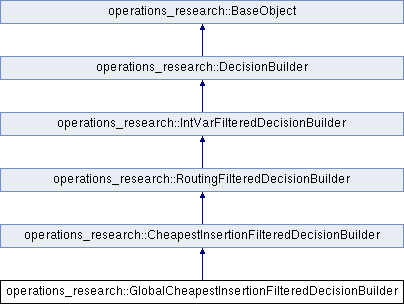 operations_research::BaseObject
operations_research::DecisionBuilder
operations_research::IntVarFilteredDecisionBuilder
operations_research::RoutingFilteredDecisionBuilder
operations_research::CheapestInsertionFilteredDecisionBuilder
operations_research::GlobalCheapestInsertionFilteredDecisionBuilder